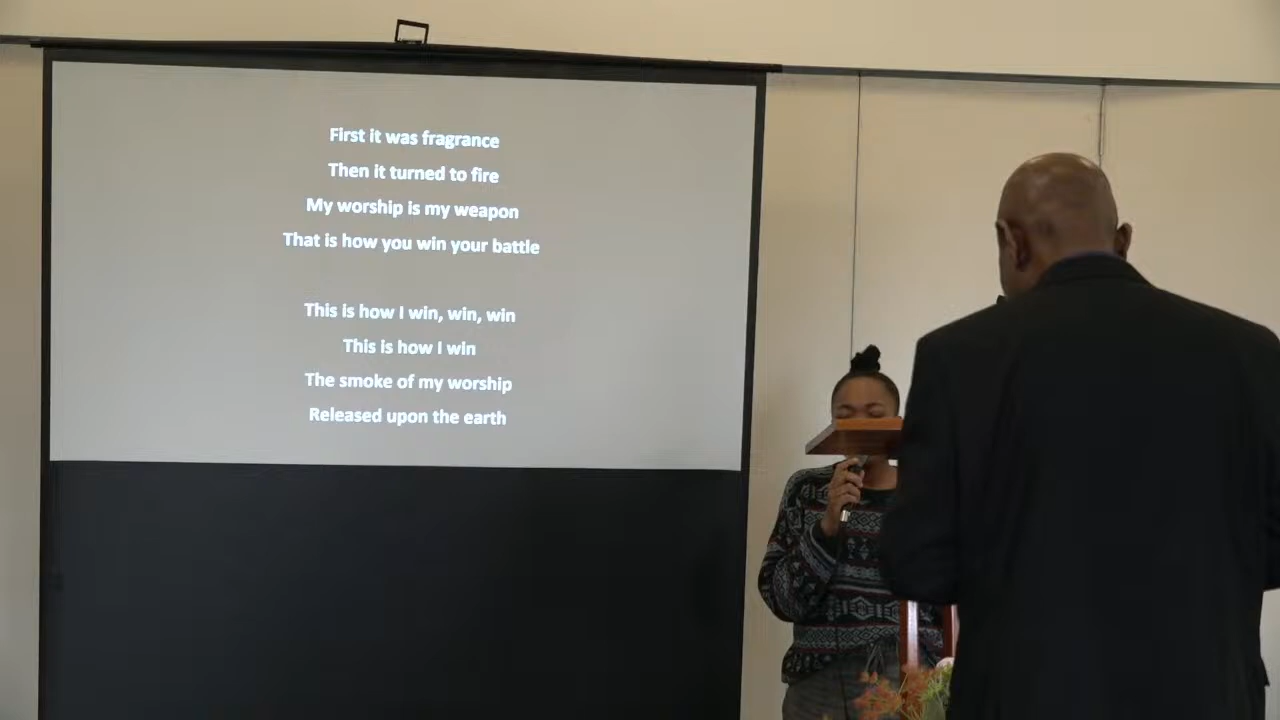 First it was fragrance
Then it turned to fire
My worship is my weapon
That is how you win your battle
This is how I win, win, win
This is how I win
The smoke of my worship
Released upon the earth